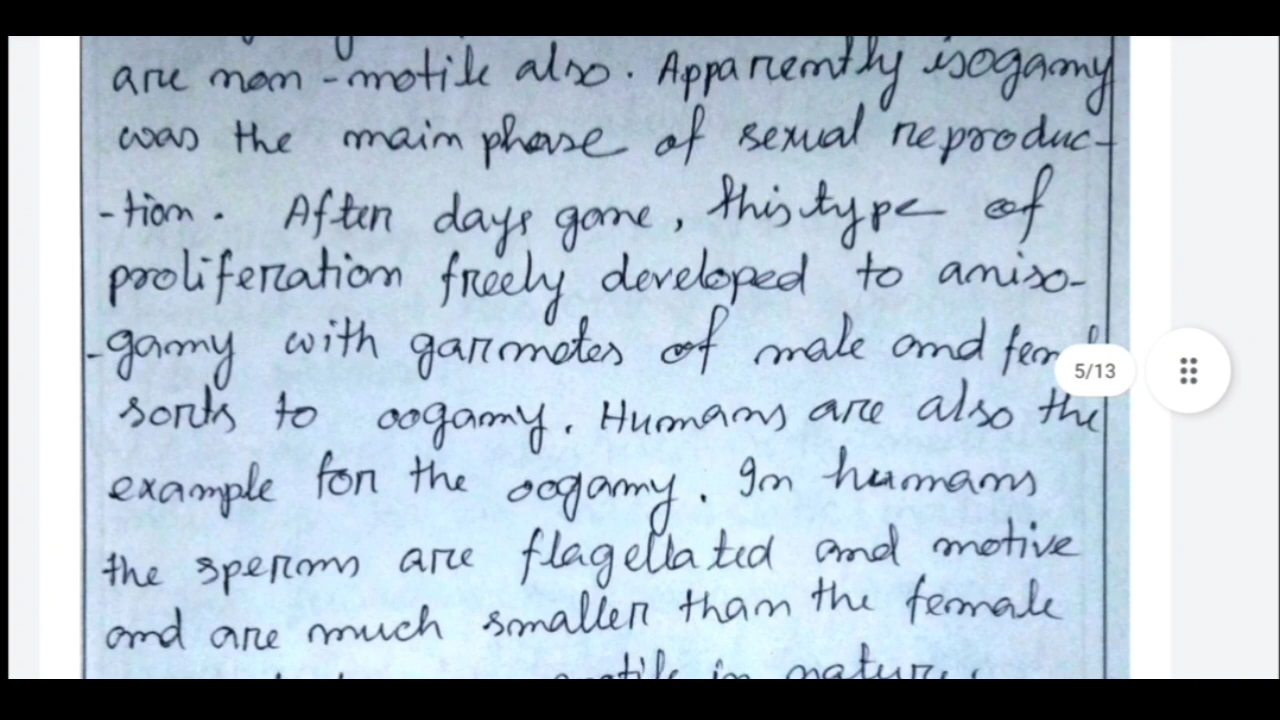 are non-motile also. Apparently isogamy
was the main phase of sexual reproduc-
-tion. After days gone, this type of
proliferation freely developed to aniso-
-gamy with garmetes of male and
5/13
sorts to oogamy. Humans are also the
example for the oogamy. In humans
the sperms are flagellated and motive
and are much smaller than the female
in nature.